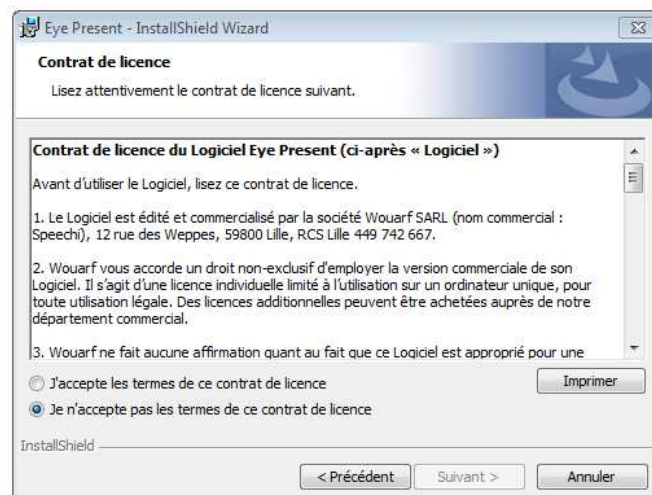 Eye Present - InstallShield Wizard
Contrat de licence
Lisez attentivement le contrat de licence suivant.
Contrat de licence du Logiciel Eye Present (ci-après « Logiciel »)
Avant d'utiliser le Logiciel, lisez ce contrat de licence.
1. Le Logiciel est édité et commercialisé par la société Wouarf SARL (nom commercial :
Speechi), 12 rue des Weppes, 59800 Lille, RCS Lille 449 742 667.
2. Wouarf vous accorde un droit non-exclusif d'employer la version commerciale de son
Logiciel. Il s'agit d'une licence individuelle limité à l'utilisation sur un ordinateur unique, pour
toute utilisation légale. Des licences additionnelles peuvent être achetées auprès de notre
département commercial.
3. Wouarf ne fait aucune affirmation quant au fait que ce Logiciel est approprié pour une
J'accepte les termes de ce contrat de licence
Imprimer
Je n'accepte pas les termes de ce contrat de licence
InstallShield
< Précédent
Suivant >
Annuler